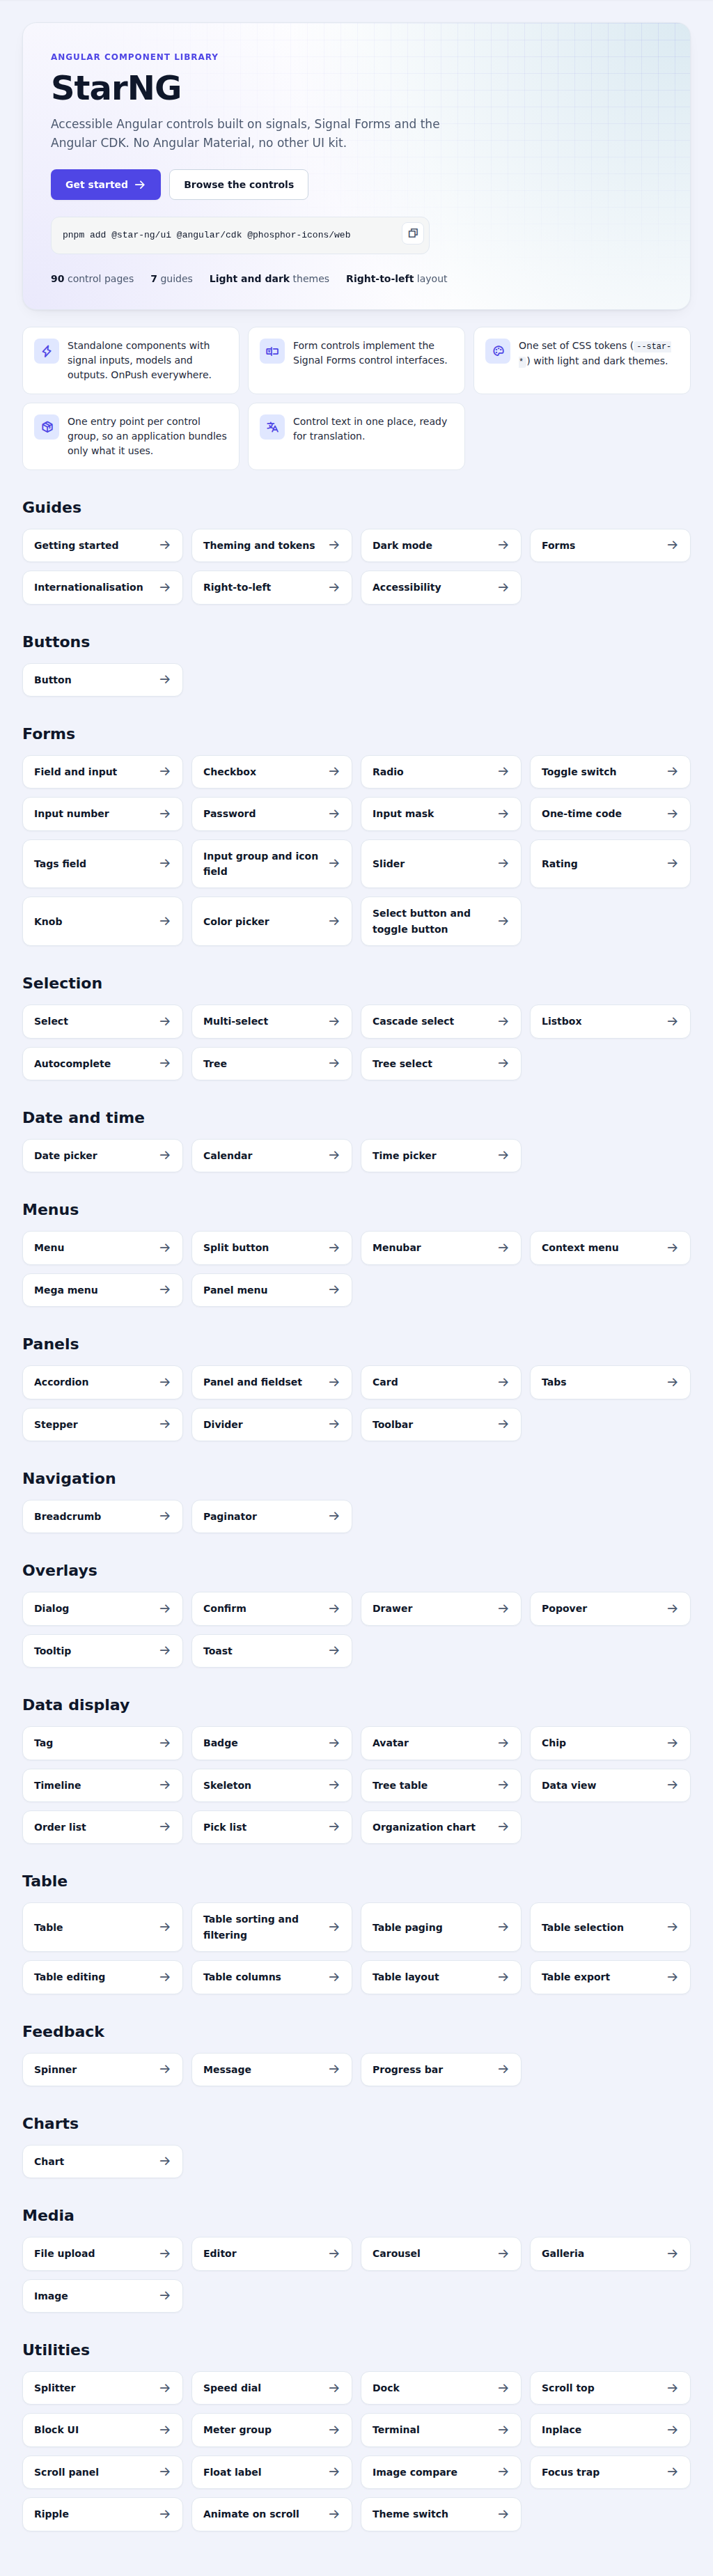 ANGULAR COMPONENT LIBRARY
StarNG
Accessible Angular controls built on signals, Signal Forms and the
Angular CDK. No Angular Material, no other UI kit.
Get started
Browse the controls
pnpm add @star-ng/ui @angular/cdk @phosphor-icons/web
90 control pages 7 guides Light and dark themes Right-to-left layout
Standalone components with
signal inputs, models and
outputs. OnPush everywhere.
Form controls implement the
Signal Forms control interfaces.
One set of CSS tokens (--star-
*) with light and dark themes.
One entry point per control
group, so an application bundles
only what it uses.
Control text in one place, ready
for translation.
Guides
Getting started
Theming and tokens
Dark mode
Forms
Internationalisation
Right-to-left
Accessibility
Buttons
Button
Forms
Field and input
Checkbox
Radio
Toggle switch
Input number
Password
Input mask
One-time code
Tags field
Input group and icon
field
Slider
Rating
Knob
Color picker
Select button and
toggle button
Selection
Select
Multi-select
Cascade select
Listbox
Autocomplete
Tree
Tree select
Date and time
Date picker
Calendar
Time picker
Menus
Menu
Split button
Menubar
Context menu
Mega menu
Panel menu
Panels
Accordion
Panel and fieldset
Card
Tabs
Stepper
Divider
Toolbar
Navigation
Breadcrumb
Paginator
Overlays
Dialog
Confirm
Drawer
Popover
Tooltip
Toast
Data display
Tag
Badge
Avatar
Chip
Timeline
Skeleton
Tree table
Data view
Order list
Pick list
Organization chart
Table
Table
Table sorting and
filtering
Table paging
Table selection
Table editing
Table columns
Table layout
Table export
Feedback
Spinner
Message
Progress bar
Charts
Chart
Media
File upload
Editor
Carousel
Galleria
Image
Utilities
Splitter
Speed dial
Dock
Scroll top
Block UI
Meter group
Terminal
Inplace
Scroll panel
Float label
Image compare
Focus trap
Ripple
Animate on scroll
Theme switch